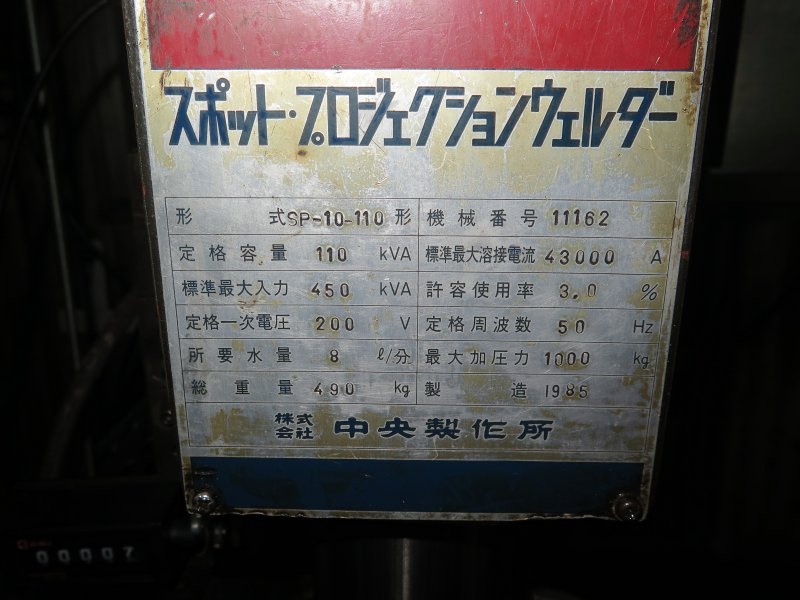 スポット・プロジェクションウェルダー
形式 SP-10-110 形 機械番号 11162
定格容量 110 kVA 標準最大溶接電流 43000 A
標準最大入力 450 kVA 許容使用率 3.0 %
定格一次電圧 200 V 定格周波数 50 Hz
所要水量 8 ℓ/分 最大加圧力 1000 kg
総重量 490 kg 製造 1985
株式会社 中央製作所
00007